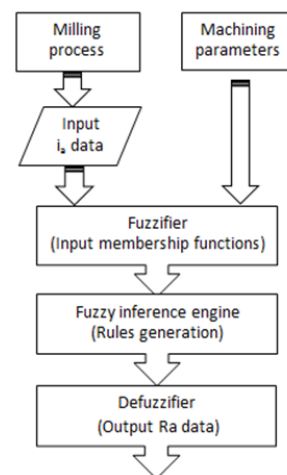 Milling
process
Machining
parameters
Input
iₐ data
Fuzzifier
(Input membership functions)
Fuzzy inference engine
(Rules generation)
Defuzzifier
(Output Ra data)